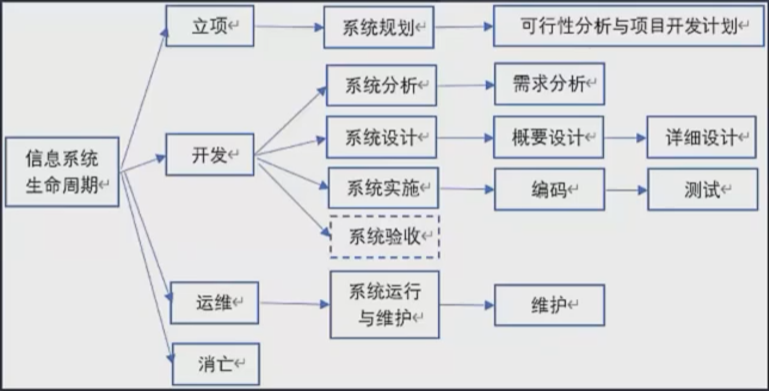 立项
系统规划
可行性分析与项目开发计划
系统分析
需求分析
信息系统
生命周期
开发
系统设计
概要设计
详细设计
系统实施
编码
测试
系统验收
运维
系统运行
与维护
维护
消亡